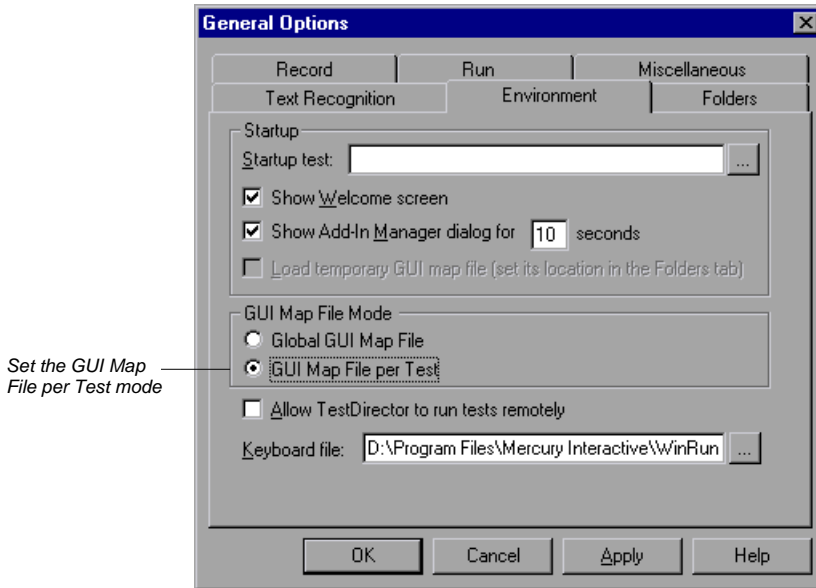 General Options
Record Run Miscellaneous
Text Recognition Environment Folders
Startup
Startup test: ...
Show Welcome screen
Show Add-In Manager dialog for 10 seconds
Load temporary GUI map file (set its location in the Folders tab)
GUI Map File Mode
Global GUI Map File
Set the GUI Map
File per Test mode
GUI Map File per Test
Allow TestDirector to run tests remotely
Keyboard file: D:\Program Files\Mercury Interactive\WinRun ...
OK Cancel Apply Help